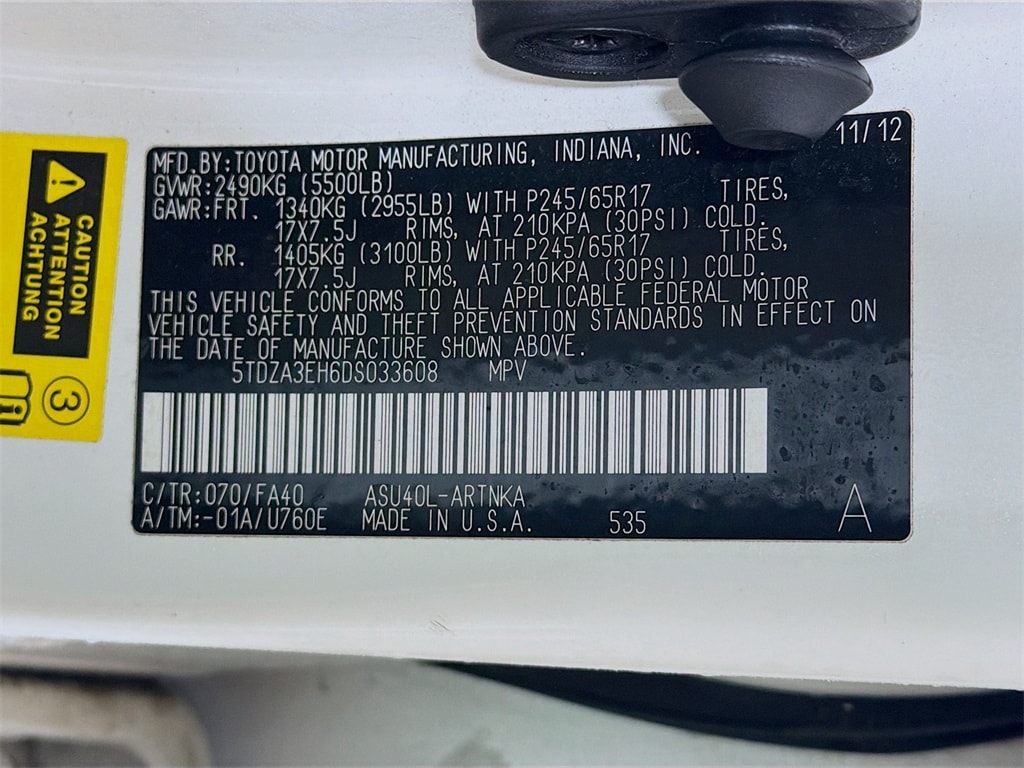 MFD.BY:TOYOTA MOTOR MANUFACTURING, INDIANA, INC. 11/12
GVWR:2490KG (5500LB)
GAWR:FRT. 1340KG (2955LB) WITH P245/65R17 TIRES,
17X7.5J RIMS, AT 210KPA (30PSI) COLD.
RR. 1405KG (3100LB) WITH P245/65R17 TIRES,
17X7.5J RIMS, AT 210KPA (30PSI) COLD.
THIS VEHICLE CONFORMS TO ALL APPLICABLE FEDERAL MOTOR
VEHICLE SAFETY AND THEFT PREVENTION STANDARDS IN EFFECT ON
THE DATE OF MANUFACTURE SHOWN ABOVE.
5TDZA3EH6DS033608 MPV
C/TR:070/FA40 ASU40L-ARTNKA
A/TM:-01A/U760E MADE IN U.S.A. 535 A
CAUTION
ATTENTION
ACHTUNG
3